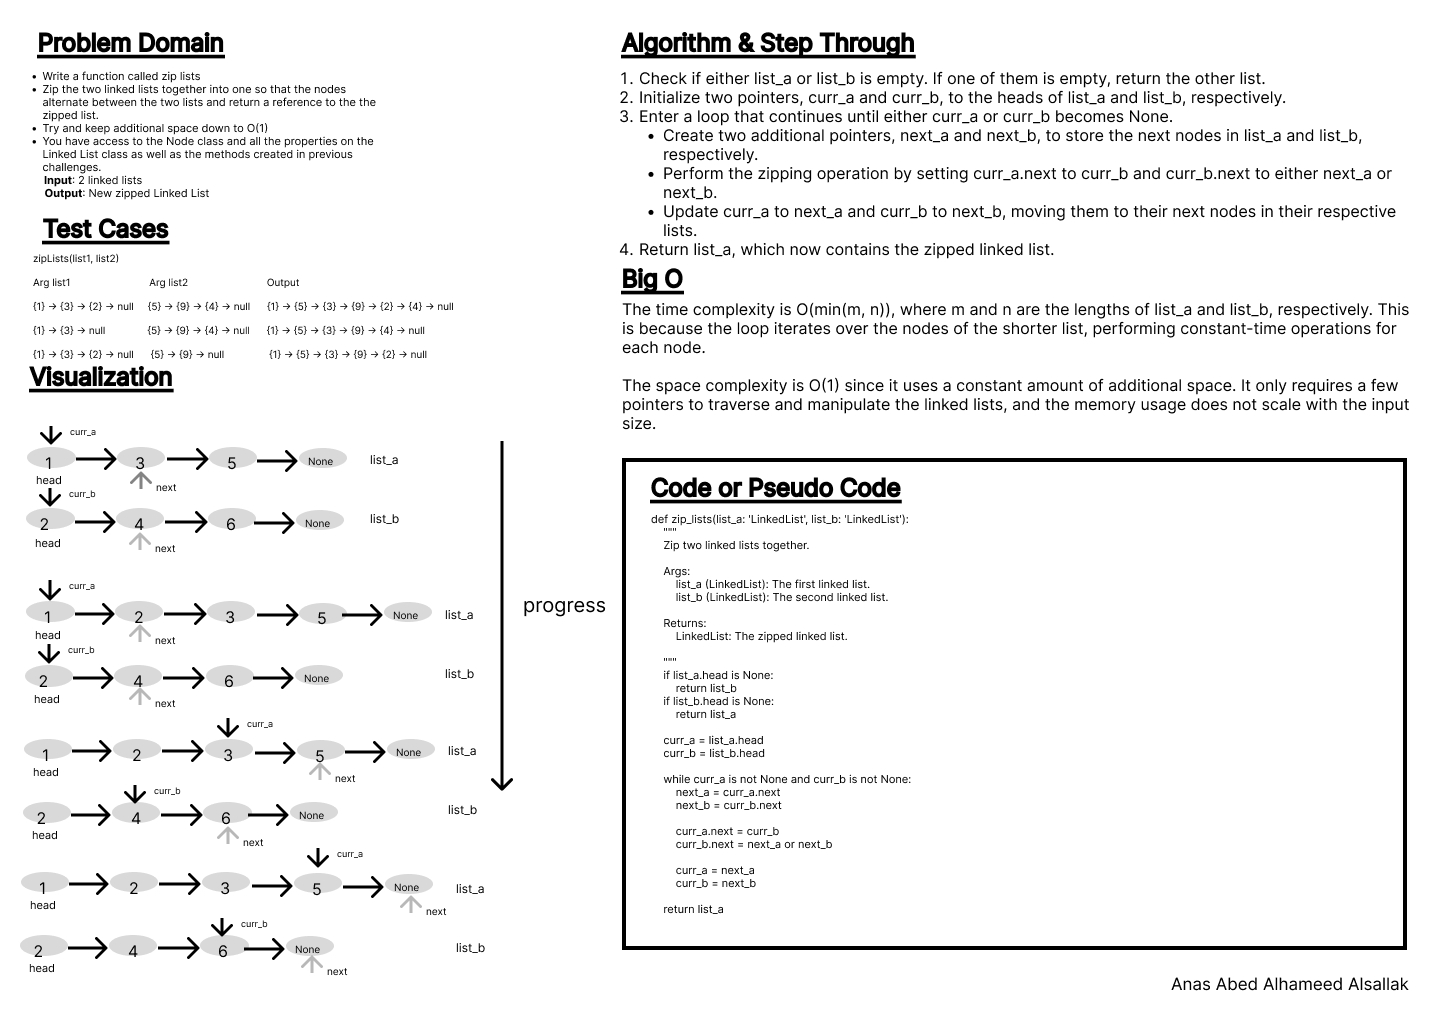 Problem Domain
• Write a function called zip lists
• Zip the two linked lists together into one so that the nodes
alternate between the two lists and return a reference to the the
zipped list.
• Try and keep additional space down to O(1)
• You have access to the Node class and all the properties on the
Linked List class as well as the methods created in previous
challenges.
Input: 2 linked lists
Output: New zipped Linked List
Test Cases
zipLists(list1, list2)
Arg list1 Arg list2 Output
{1} → {3} → {2} → null {5} → {9} → {4} → null {1} → {5} → {3} → {9} → {2} → {4} → null
{1} → {3} → null {5} → {9} → {4} → null {1} → {5} → {3} → {9} → {4} → null
{1} → {3} → {2} → null {5} → {9} → null {1} → {5} → {3} → {9} → {2} → null
Visualization
curr_a
1 3 5 None list_a
head next
curr_b
2 4 6 None list_b
head next
curr_a
1 2 3 5 None list_a
head next
curr_b
2 4 6 None list_b
head next
curr_a
1 2 3 5 None list_a
head next
curr_b
2 4 6 None list_b
head next
curr_a
1 2 3 5 None list_a
head next
curr_b
2 4 6 None list_b
head next
progress
Algorithm & Step Through
1. Check if either list_a or list_b is empty. If one of them is empty, return the other list.
2. Initialize two pointers, curr_a and curr_b, to the heads of list_a and list_b, respectively.
3. Enter a loop that continues until either curr_a or curr_b becomes None.
• Create two additional pointers, next_a and next_b, to store the next nodes in list_a and list_b,
respectively.
• Perform the zipping operation by setting curr_a.next to curr_b and curr_b.next to either next_a or
next_b.
• Update curr_a to next_a and curr_b to next_b, moving them to their next nodes in their respective
lists.
4. Return list_a, which now contains the zipped linked list.
Big O
The time complexity is O(min(m, n)), where m and n are the lengths of list_a and list_b, respectively. This
is because the loop iterates over the nodes of the shorter list, performing constant-time operations for
each node.
The space complexity is O(1) since it uses a constant amount of additional space. It only requires a few
pointers to traverse and manipulate the linked lists, and the memory usage does not scale with the input
size.
Code or Pseudo Code
def zip_lists(list_a: 'LinkedList', list_b: 'LinkedList'):
"""
Zip two linked lists together.
Args:
list_a (LinkedList): The first linked list.
list_b (LinkedList): The second linked list.
Returns:
LinkedList: The zipped linked list.
"""
if list_a.head is None:
return list_b
if list_b.head is None:
return list_a
curr_a = list_a.head
curr_b = list_b.head
while curr_a is not None and curr_b is not None:
next_a = curr_a.next
next_b = curr_b.next
curr_a.next = curr_b
curr_b.next = next_a or next_b
curr_a = next_a
curr_b = next_b
return list_a
Anas Abed Alhameed Alsallak